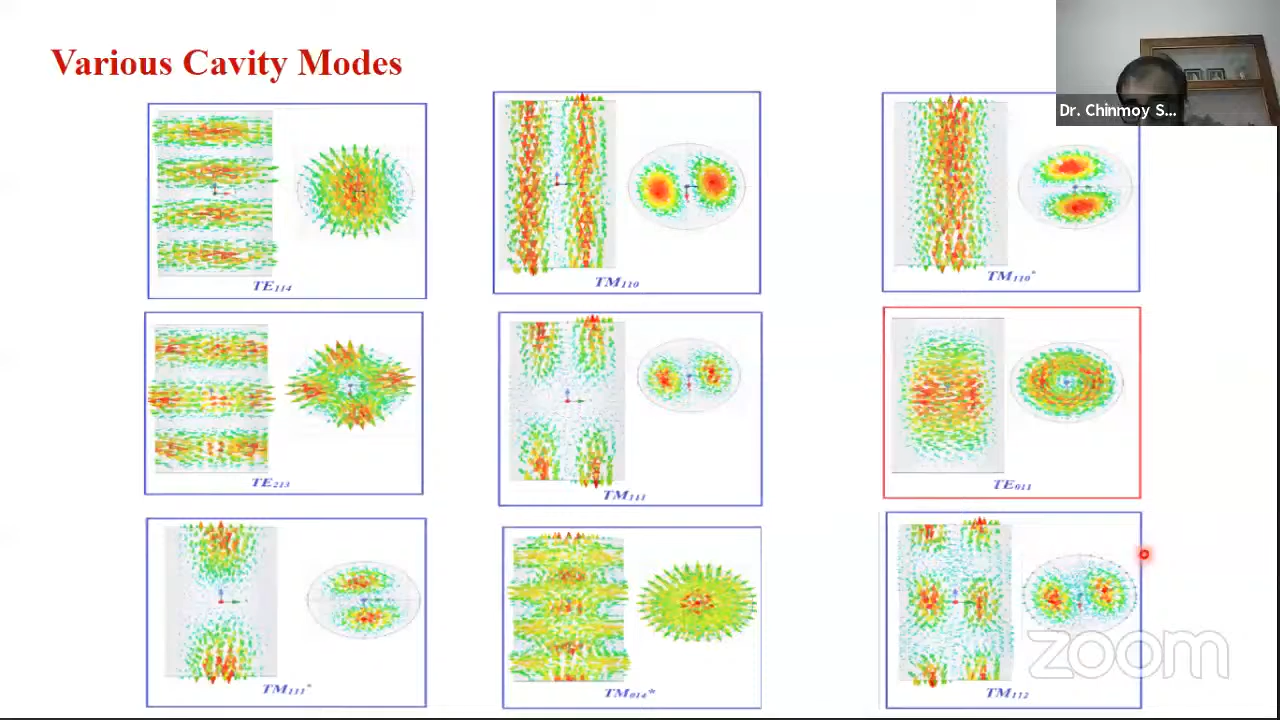 Various Cavity Modes
Dr. Chinmoy S...
TE₁₁₄
TM₁₁₀
TM₁₁₀*
TE₂₁₃
TM₁₁₁
TE₀₁₁
TM₁₁₁*
TM₀₁₄*
TM₁₁₂
zoom